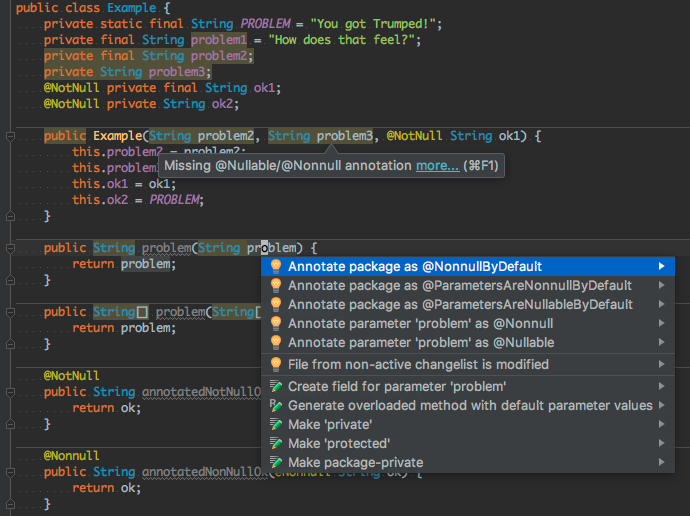 public class Example {
private static final String PROBLEM = "You got Trumped!";
private final String problem1 = "How does that feel?";
private final String problem2;
private String problem3;
@NotNull private final String ok1;
@NotNull private String ok2;
public Example(String problem2, String problem3, @NotNull String ok1) {
this.problem2 = problem2;
Missing @Nullable/@Nonnull annotation more... (⌘F1)
this.problem
this.ok1 = ok1;
this.ok2 = PROBLEM;
}
public String problem(String problem) {
return problem;
}
public String[] problem(String[]
return problem;
}
@NotNull
public String annotatedNotNullO
return ok;
}
@Nonnull
public String annotatedNonNullO String ok) {
return ok;
}
Annotate package as @NonnullByDefault
Annotate package as @ParametersAreNonnullByDefault
Annotate package as @ParametersAreNullableByDefault
Annotate parameter 'problem' as @Nonnull
Annotate parameter 'problem' as @Nullable
File from non-active changelist is modified
Create field for parameter 'problem'
Generate overloaded method with default parameter values
Make 'private'
Make 'protected'
Make package-private